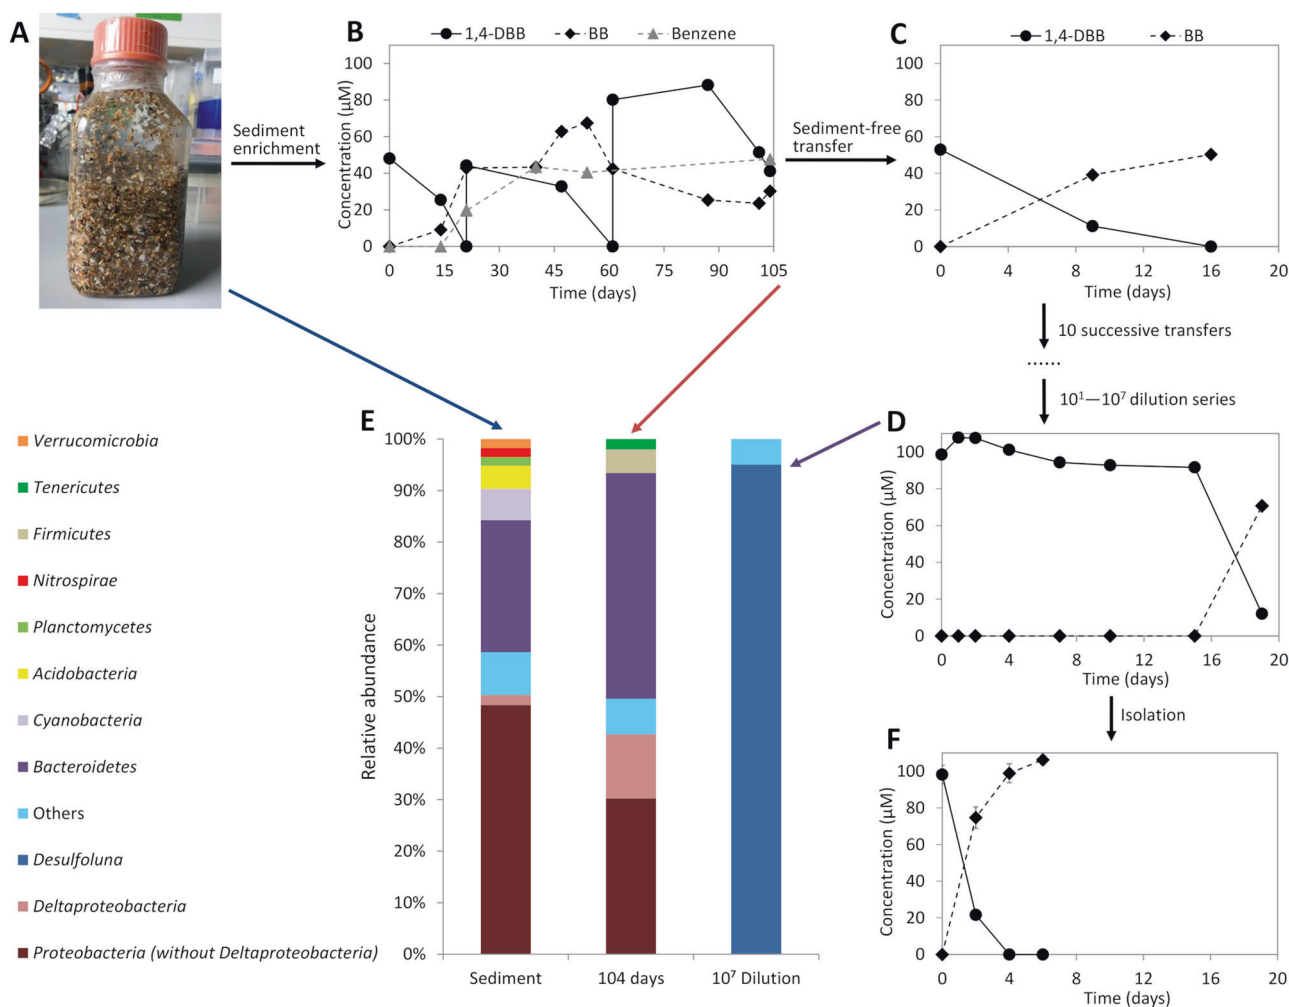 A
B
1,4-DBB
BB
Benzene
C
1,4-DBB
BB
Sediment
enrichment
Concentration (µM)
100
80
60
40
20
0
0
15
30
45
60
75
90
105
Time (days)
Sediment-free
transfer
Concentration (µM)
100
80
60
40
20
0
0
4
8
12
16
20
Time (days)
10 successive transfers
......
10¹—10⁷ dilution series
Verrucomicrobia
Tenericutes
Firmicutes
Nitrospirae
Planctomycetes
Acidobacteria
Cyanobacteria
Bacteroidetes
Others
Desulfoluna
Deltaproteobacteria
Proteobacteria (without Deltaproteobacteria)
E
Relative abundance
100%
90%
80%
70%
60%
50%
40%
30%
20%
10%
0%
Sediment
104 days
10⁷ Dilution
D
Concentration (µM)
100
80
60
40
20
0
0
4
8
12
16
20
Time (days)
Isolation
F
Concentration (µM)
100
80
60
40
20
0
0
4
8
12
16
20
Time (days)